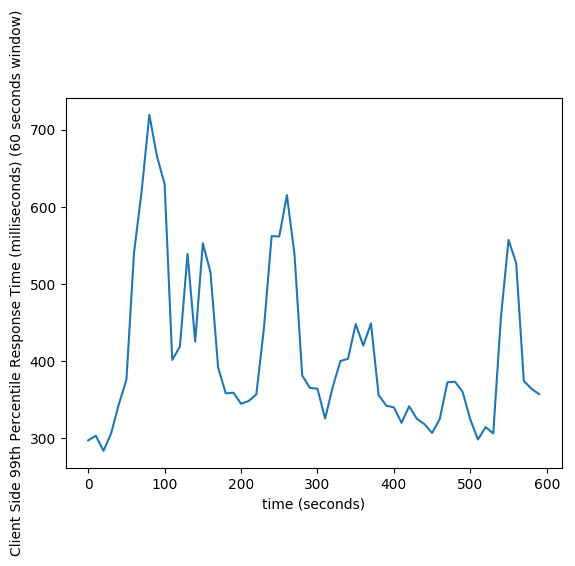 Client Side 99th Percentile Response Time (milliseconds) (60 seconds window)
700
600
500
400
300
0 100 200 300 400 500 600
time (seconds)